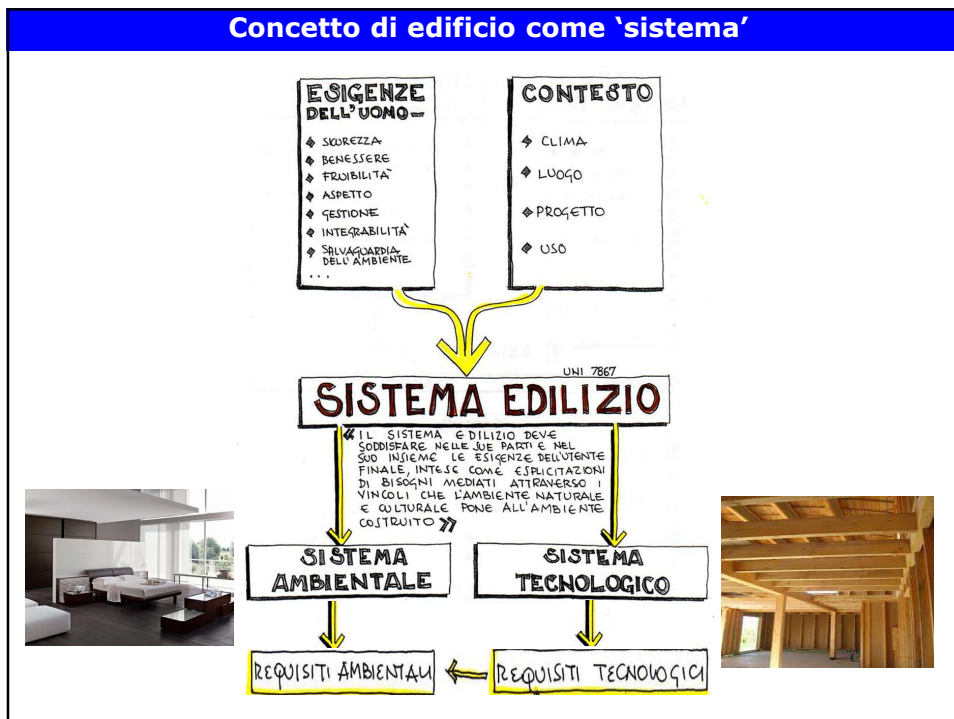 Concetto di edificio come ‘sistema’
ESIGENZE
DELL'UOMO—
SICUREZZA
BENESSERE
FRUIBILITÀ
ASPETTO
GESTIONE
INTEGRABILITÀ
SALVAGUARDIA
DELL'AMBIENTE
...
CONTESTO
CLIMA
LUOGO
PROGETTO
USO
UNI 7867
SISTEMA EDILIZIO
« IL SISTEMA EDILIZIO DEVE
SODDISFARE NELLE SUE PARTI E NEL
SUO INSIEME LE ESIGENZE DELL'UTENTE
FINALE, INTESE COME ESPLICITAZIONI
DI BISOGNI MEDIATI ATTRAVERSO I
VINCOLI CHE L'AMBIENTE NATURALE
E CULTURALE PONE ALL'AMBIENTE
COSTRUITO »
SISTEMA
AMBIENTALE
SISTEMA
TECNOLOGICO
REQUISITI AMBIENTALI
REQUISITI TECNOLOGICI